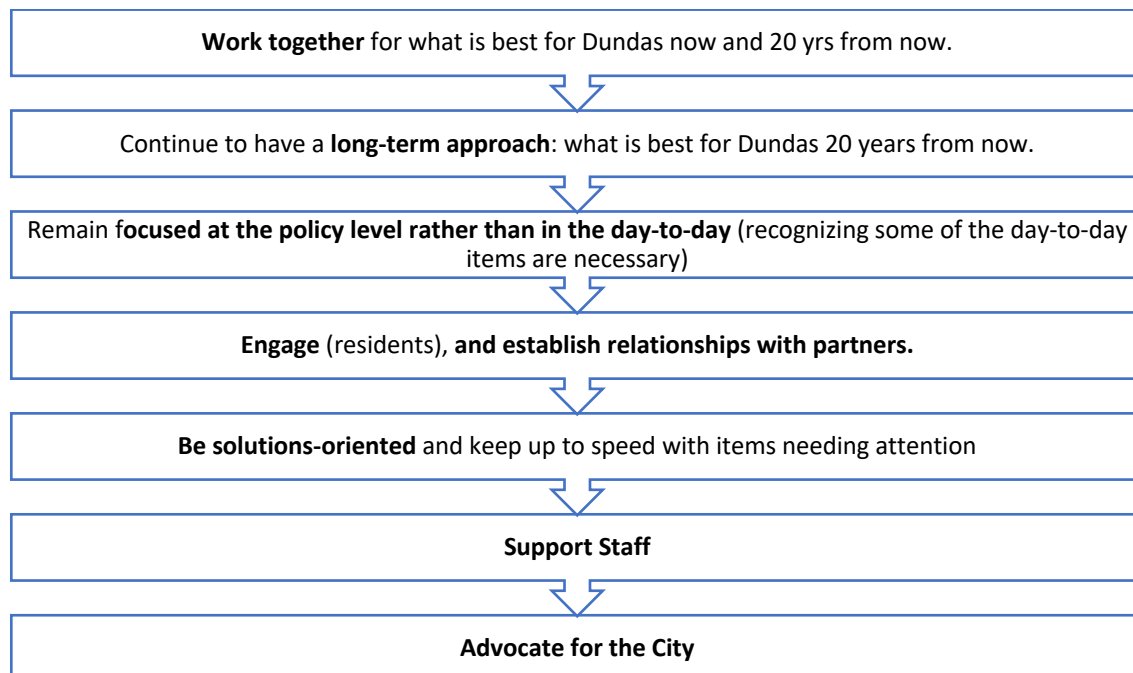 Work together for what is best for Dundas now and 20 yrs from now.
Continue to have a long-term approach: what is best for Dundas 20 years from now.
Remain focused at the policy level rather than in the day-to-day (recognizing some of the day-to-day
items are necessary)
Engage (residents), and establish relationships with partners.
Be solutions-oriented and keep up to speed with items needing attention
Support Staff
Advocate for the City